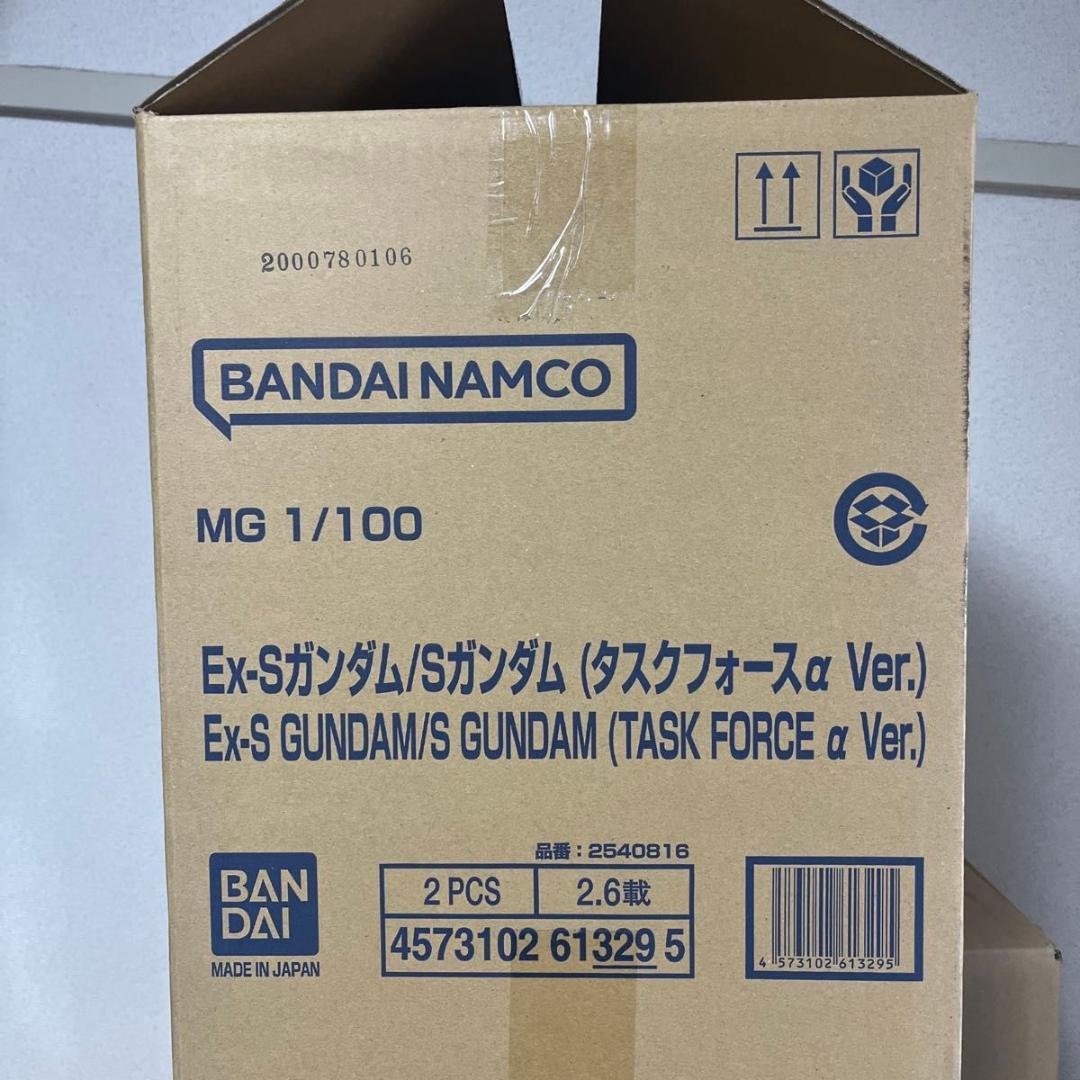 2000780106
BANDAI NAMCO
MG 1/100
Ex-Sガンダム/Sガンダム (タスクフォースα Ver.)
Ex-S GUNDAM/S GUNDAM (TASK FORCE α Ver.)
品番：2540816
2 PCS 2.6載
4573102 61329 5
BAN
DAI
MADE IN JAPAN
4 573102 613295